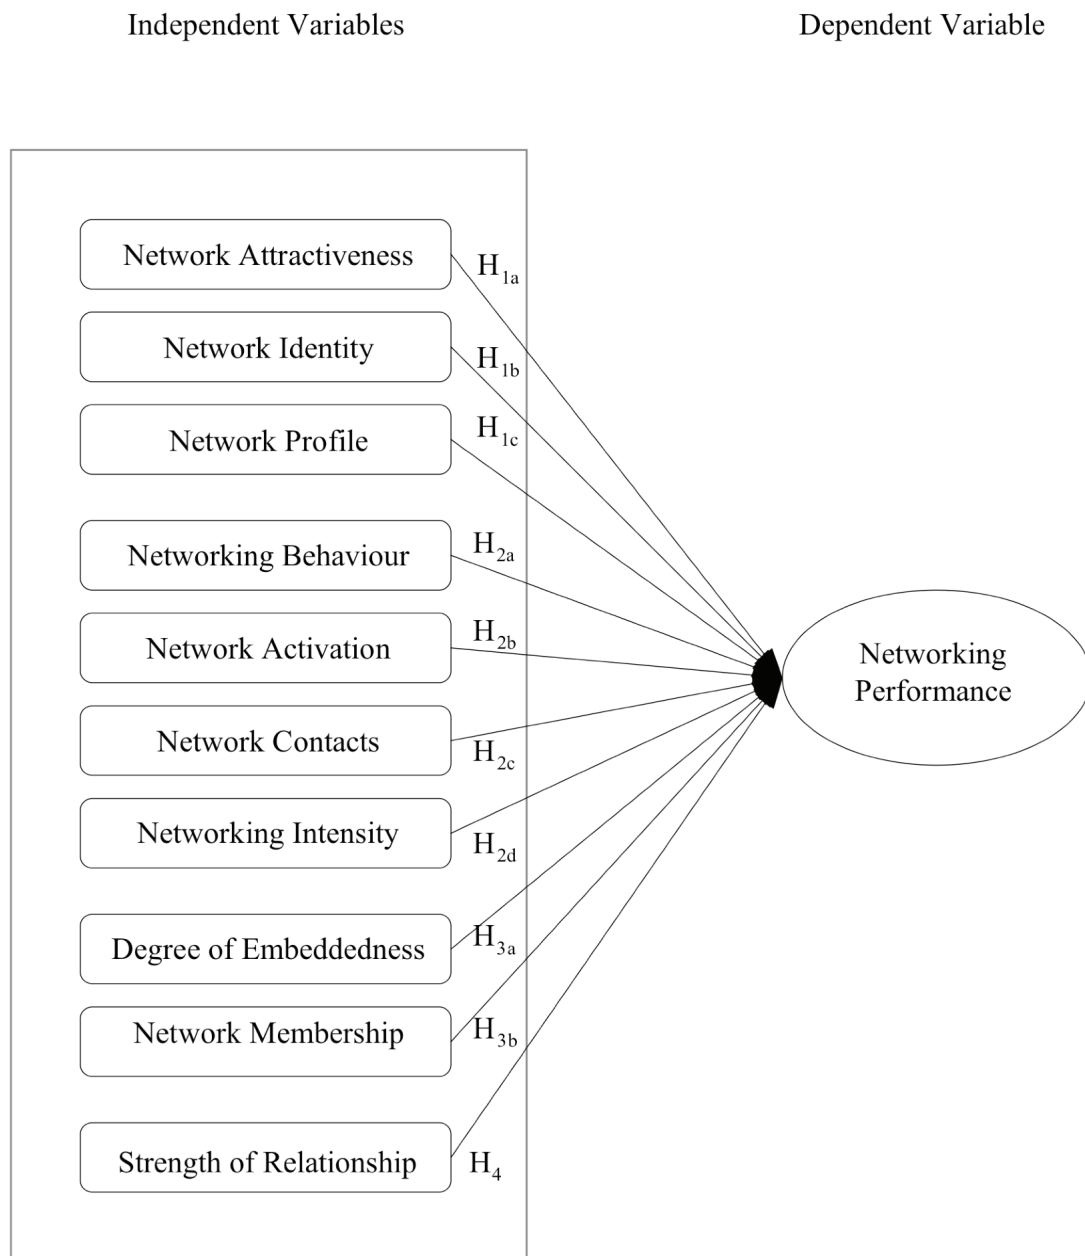 Independent Variables
Dependent Variable
Network Attractiveness
H1a
Network Identity
H1b
Network Profile
H1c
Networking Behaviour
H2a
Network Activation
H2b
Network Contacts
H2c
Networking Intensity
H2d
Degree of Embeddedness
H3a
Network Membership
H3b
Strength of Relationship
H4
Networking
Performance